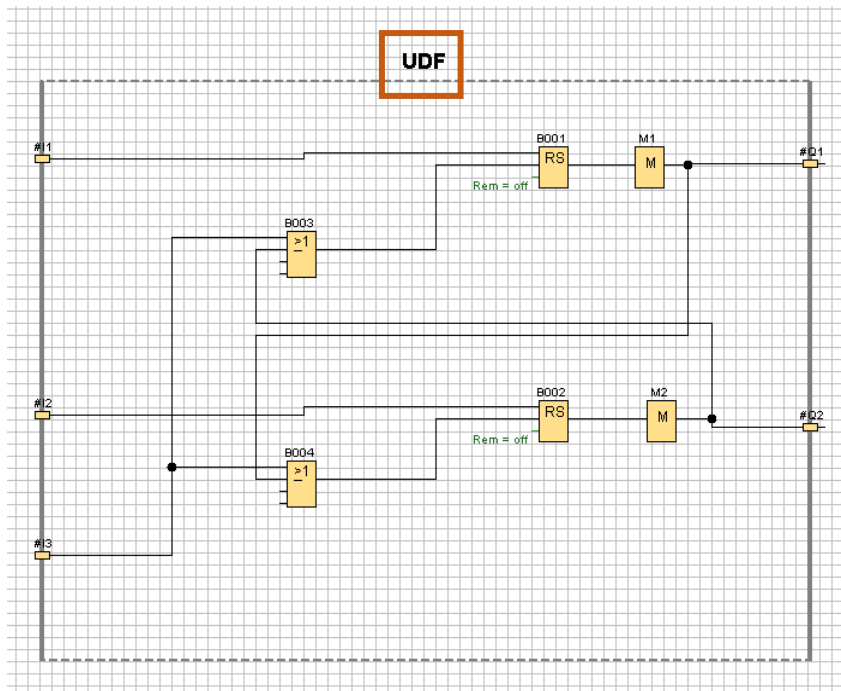 UDF
#I1
B001
RS
Rem = off
M1
M
#Q1
B003
≥1
#I2
B002
RS
Rem = off
M2
M
#Q2
B004
≥1
#I3